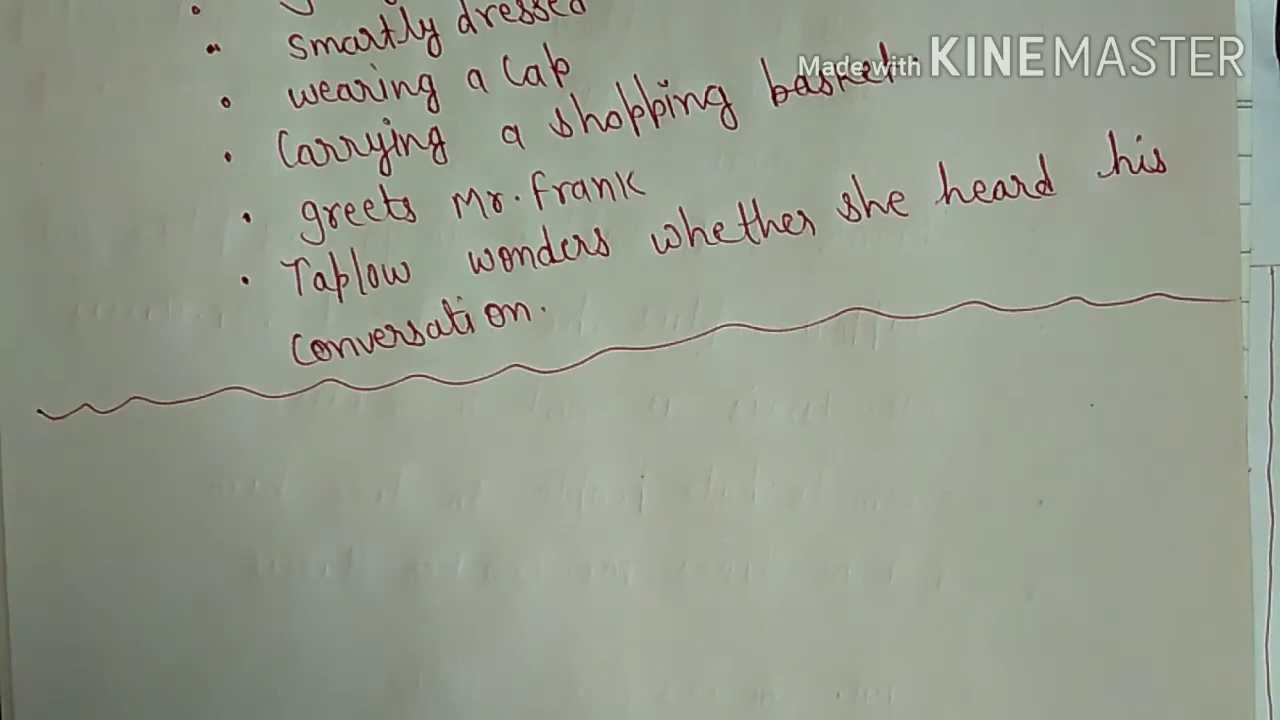 • smartly dressed
• wearing a Cap
• Carrying a shopping basket.
• greets Mr. Frank
• Taplow wonders whether she heard his
conversation.
Made with KINEMASTER